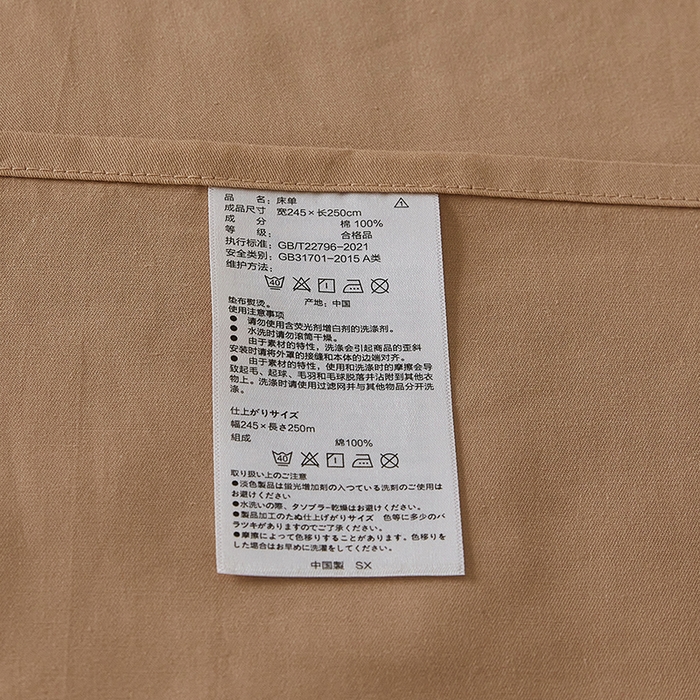 品 名：床单
成品尺寸 宽245×长250cm
成 分 棉 100%
等 级： 合格品
执行标准：GB/T22796-2021
安全类别：GB31701-2015 A类
维护方法：
40
垫布熨烫。 产地：中国
使用注意事项
● 请勿使用含荧光剂增白剂的洗涤剂。
● 水洗时请勿滚筒干燥。
● 由于素材的特性，洗涤会引起商品的歪斜
安装时请将外罩的接缝和本体的边端对齐。
● 由于素材的特性，使用和洗涤时的摩擦会导
致起毛、起球、毛羽和毛球脱落并沾附到其他衣
物上。洗涤时请使用过滤网并与其他物品分开洗
涤。
仕上がりサイズ
幅245×長さ250m
組成 綿100%
40
取り扱い上のご注意
●淡色製品は蛍光増加剤の入つている洗剤のご使用は
お避けください
●水洗いの際、タソブラ-乾燥はお避けください。
●製品加工のたぬ仕上げがりサイズ 色等に多少のバ
ラツキがありますのでご了承ください。
●摩擦によって色移りすることがあります。色移りを
した場合はお早めに洗濯をしてください。
中国製 SX